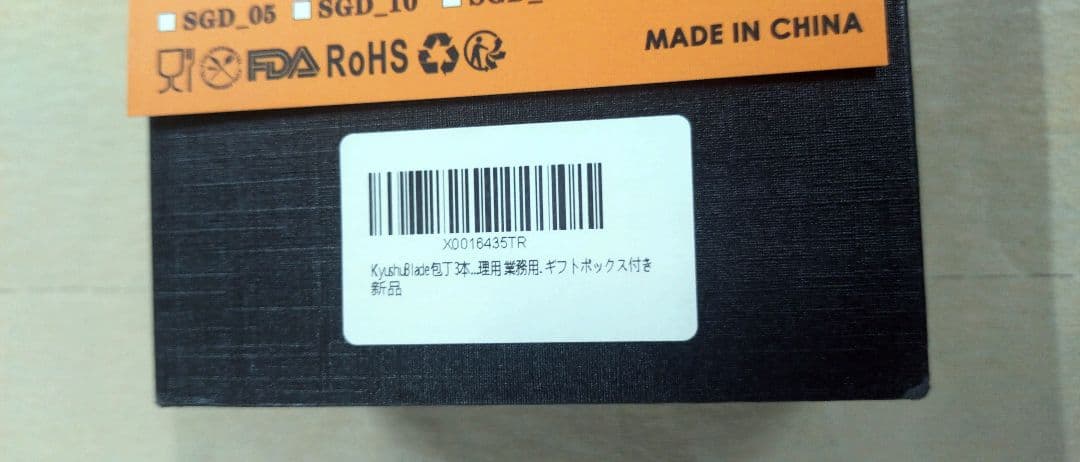 SGD_05 SGD_10
FDA RoHS
MADE IN CHINA
X0016435TR
KyushuBlade包丁3本...理用 業務用. ギフトボックス付き
新品